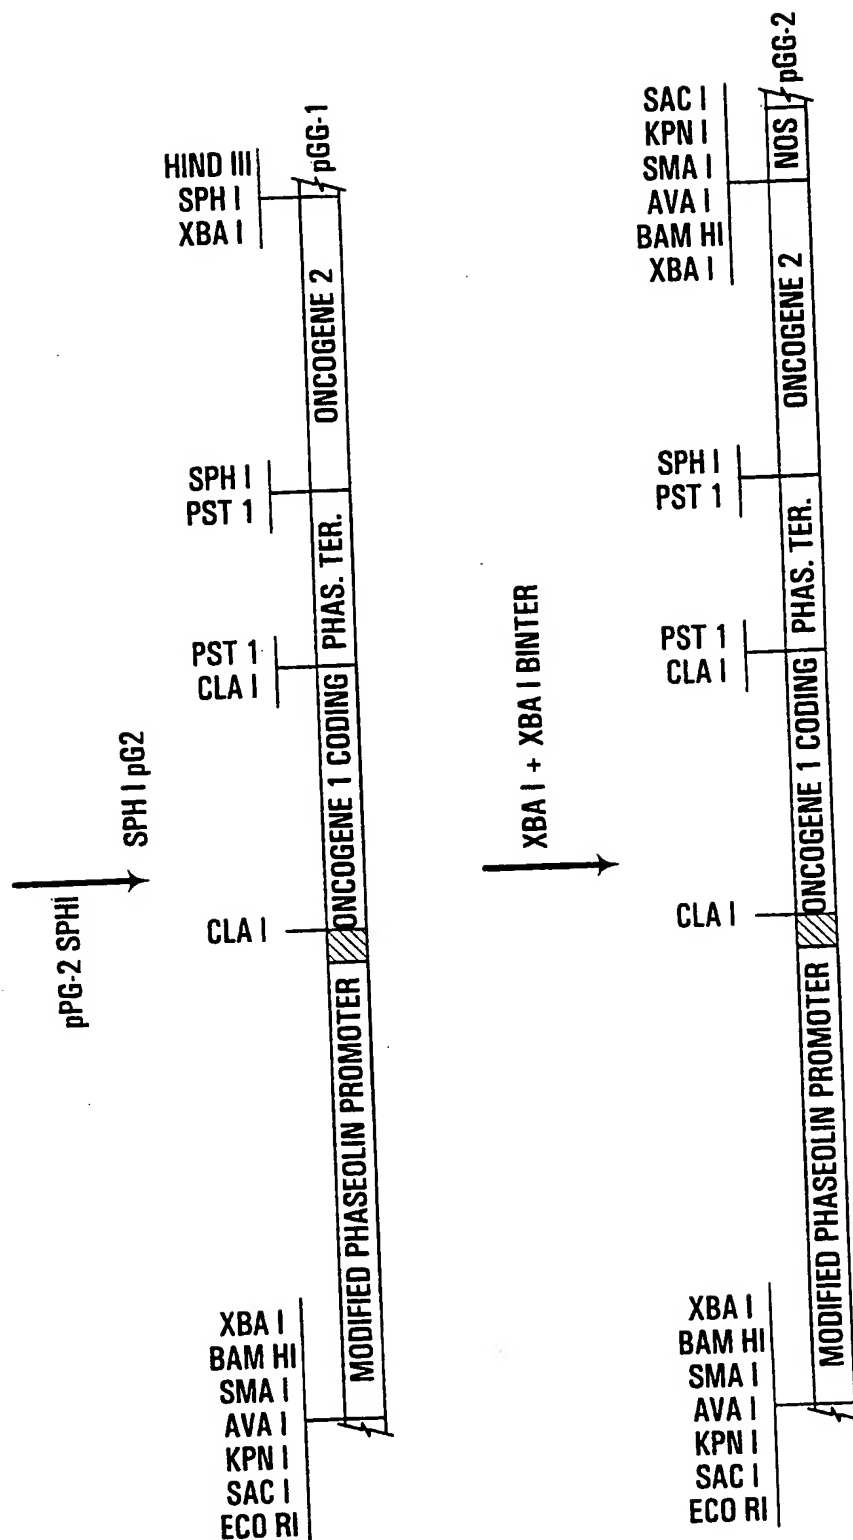 pPG-2 SPHI
SPH I pG2
XBA I
BAM HI
SMA I
AVA I
KPN I
SAC I
ECO RI
CLA I
PST 1
CLA I
SPH I
PST 1
HIND III
SPH I
XBA I
MODIFIED PHASEOLIN PROMOTER
ONCOGENE 1 CODING
PHAS. TER.
ONCOGENE 2
pGG-1
XBA I + XBA I BINTER
XBA I
BAM HI
SMA I
AVA I
KPN I
SAC I
ECO RI
CLA I
PST 1
CLA I
SPH I
PST 1
SAC I
KPN I
SMA I
AVA I
BAM HI
XBA I
MODIFIED PHASEOLIN PROMOTER
ONCOGENE 1 CODING
PHAS. TER.
ONCOGENE 2
NOS
pGG-2